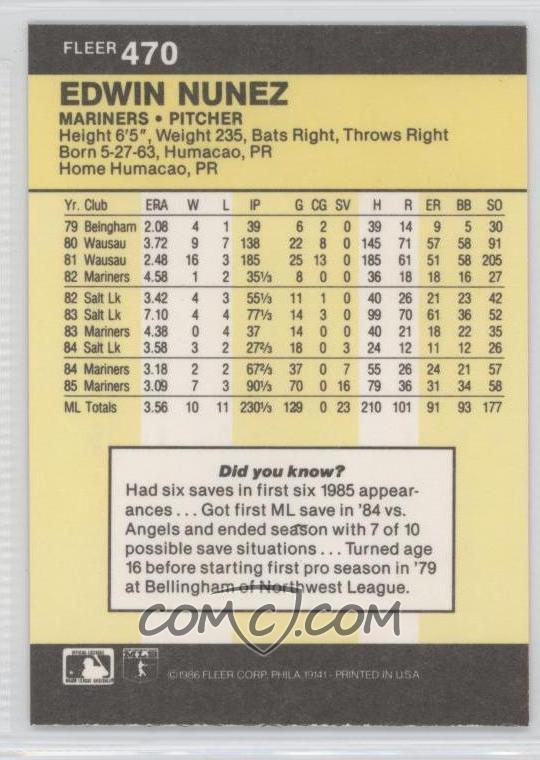 FLEER 470
EDWIN NUNEZ
MARINERS • PITCHER
Height 6'5", Weight 235, Bats Right, Throws Right
Born 5-27-63, Humacao, PR
Home Humacao, PR
Yr. Club ERA W L IP G CG SV H R ER BB SO
79 Belngham 2.08 4 1 39 6 2 0 39 14 9 5 30
80 Wausau 3.72 9 7 138 22 8 0 145 71 57 58 91
81 Wausau 2.48 16 3 185 25 13 0 185 61 51 58 205
82 Mariners 4.58 1 2 35⅓ 8 0 0 36 18 18 16 27
82 Salt Lk 3.42 4 3 55⅓ 11 1 0 40 26 21 23 42
83 Salt Lk 7.10 4 4 77⅓ 14 3 0 99 70 61 36 52
83 Mariners 4.38 0 4 37 14 0 0 40 21 18 22 35
84 Salt Lk 3.58 3 2 27⅔ 18 0 3 24 12 11 12 26
84 Mariners 3.18 2 2 67⅔ 37 0 7 55 26 24 21 57
85 Mariners 3.09 7 3 90⅓ 70 0 16 79 36 31 34 58
ML Totals 3.56 10 11 230⅓ 129 0 23 210 101 91 93 177
Did you know?
Had six saves in first six 1985 appear-
ances . . . Got first ML save in '84 vs.
Angels and ended season with 7 of 10
possible save situations . . . Turned age
16 before starting first pro season in '79
at Bellingham of Northwest League.
COMC.COM
MLB
©1986 FLEER CORP. PHILA. 19141 - PRINTED IN U.S.A.